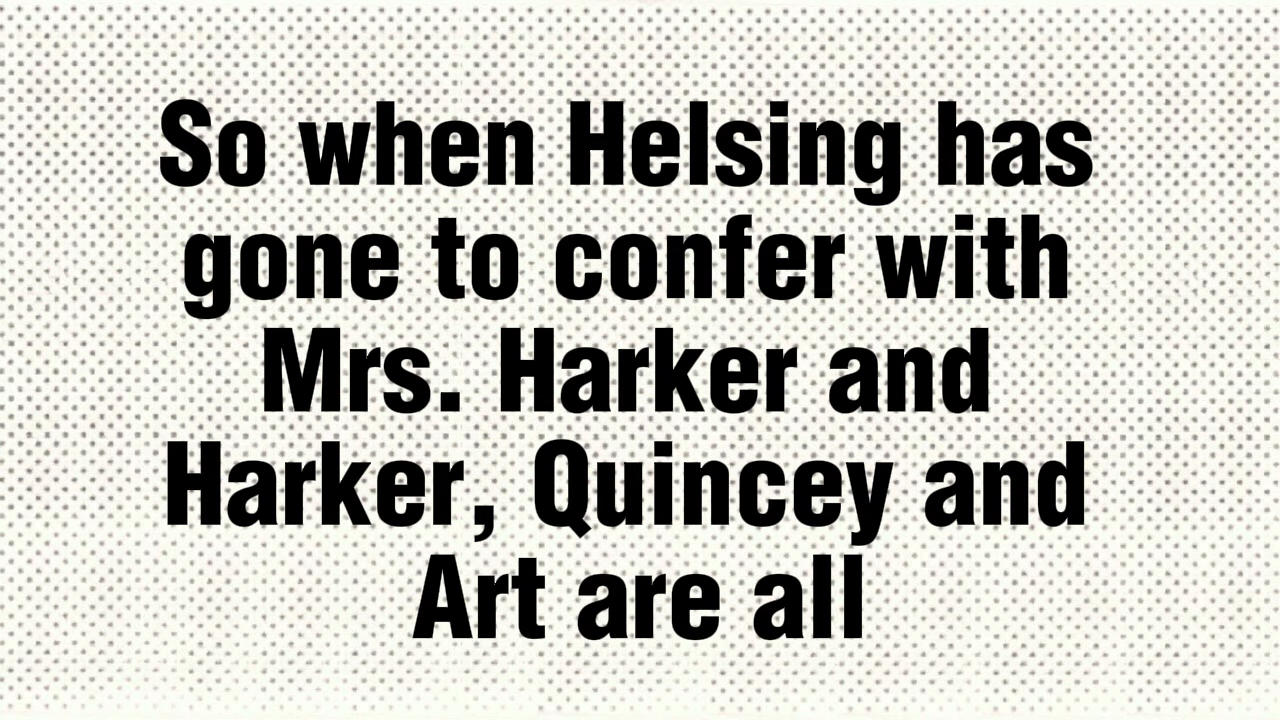 So when Helsing has
gone to confer with
Mrs. Harker and
Harker, Quincey and
Art are all